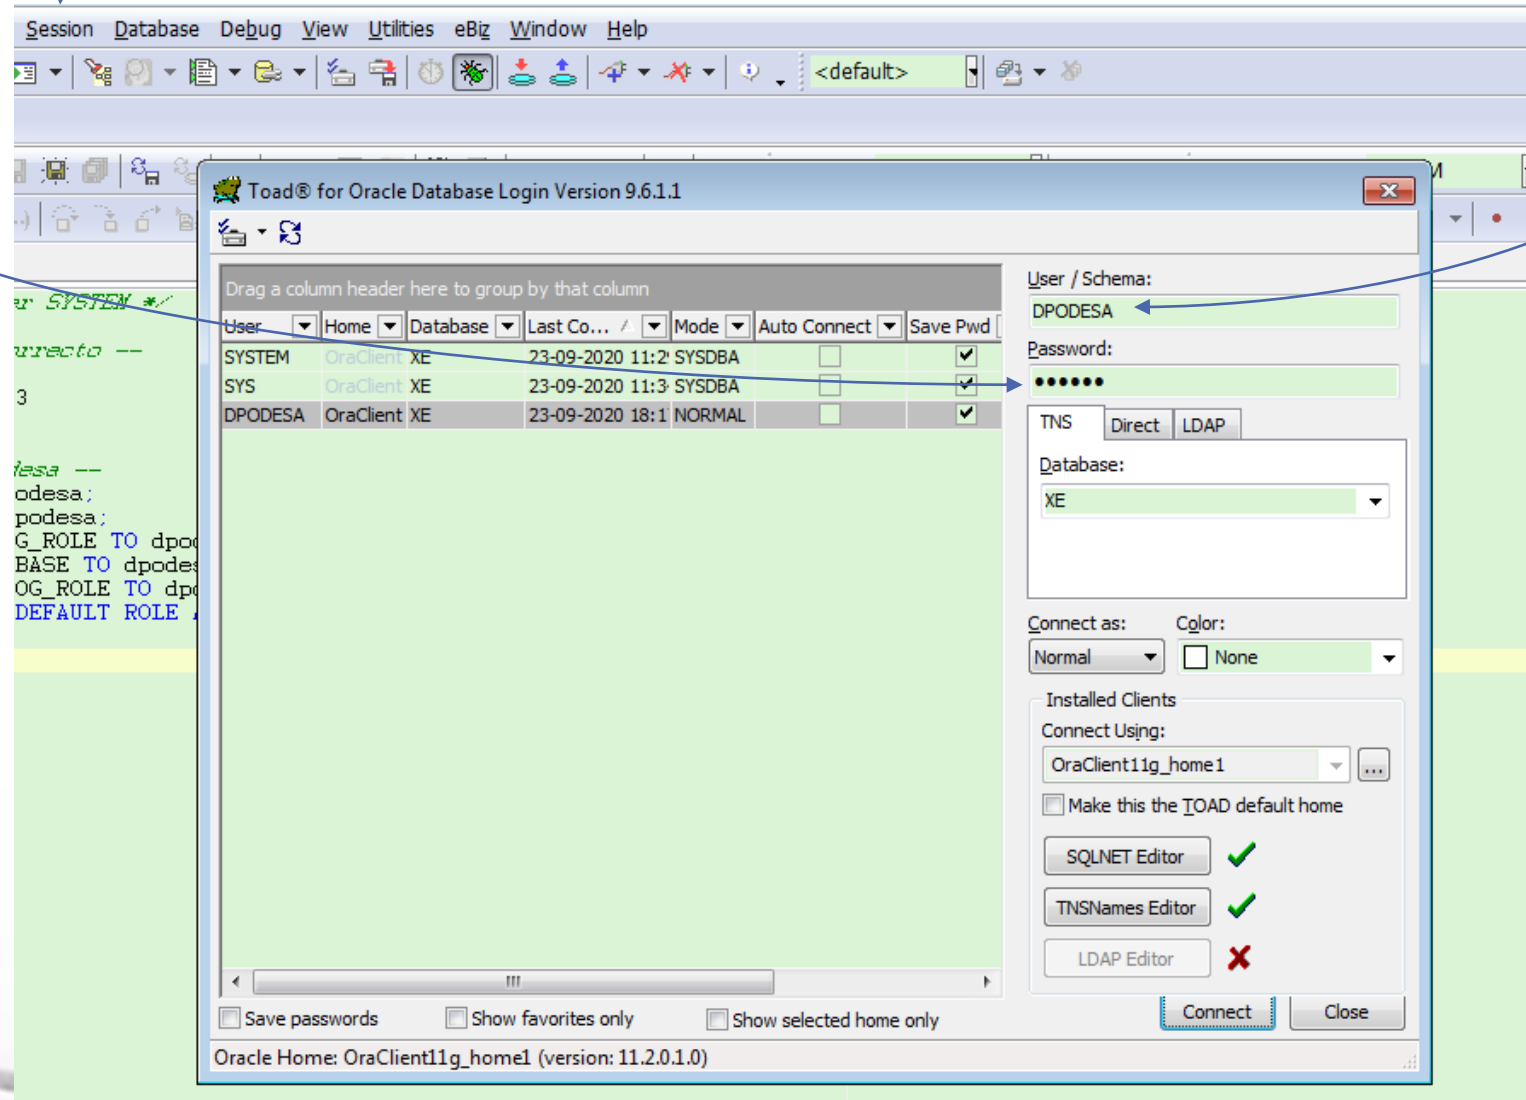 Session Database Debug View Utilities eBiz Window Help
<default>
Toad® for Oracle Database Login Version 9.6.1.1
Drag a column header here to group by that column
User Home Database Last Co... Mode Auto Connect Save Pwd
SYSTEM OraClient XE 23-09-2020 11:2 SYSDBA
SYS OraClient XE 23-09-2020 11:3 SYSDBA
DPODESA OraClient XE 23-09-2020 18:1 NORMAL
User / Schema:
DPODESA
Password:
••••••
TNS Direct LDAP
Database:
XE
Connect as: Color:
Normal None
Installed Clients
Connect Using:
OraClient11g_home1 ...
Make this the TOAD default home
SQLNET Editor
TNSNames Editor
LDAP Editor
Save passwords Show favorites only Show selected home only
Connect Close
Oracle Home: OraClient11g_home1 (version: 11.2.0.1.0)
er SYSTEM */
urrecto --
3
desa --
odesa;
podesa;
G_ROLE TO dpod
BASE TO dpodes
OG_ROLE TO dpo
DEFAULT ROLE